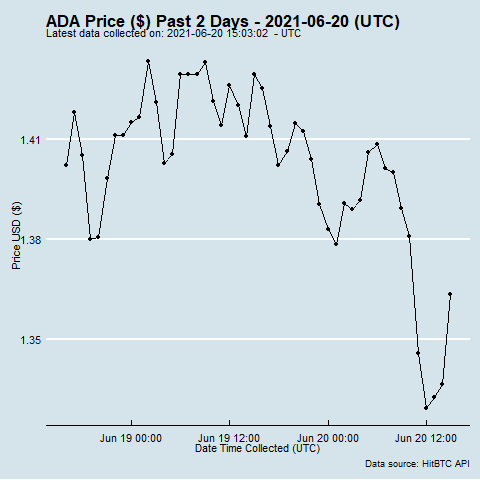 ADA Price ($) Past 2 Days - 2021-06-20 (UTC)
Latest data collected on: 2021-06-20 15:03:02  - UTC
Price USD ($)
1.41
1.38
1.35
Jun 19 00:00
Jun 19 12:00
Jun 20 00:00
Jun 20 12:00
Date Time Collected (UTC)
Data source: HitBTC API